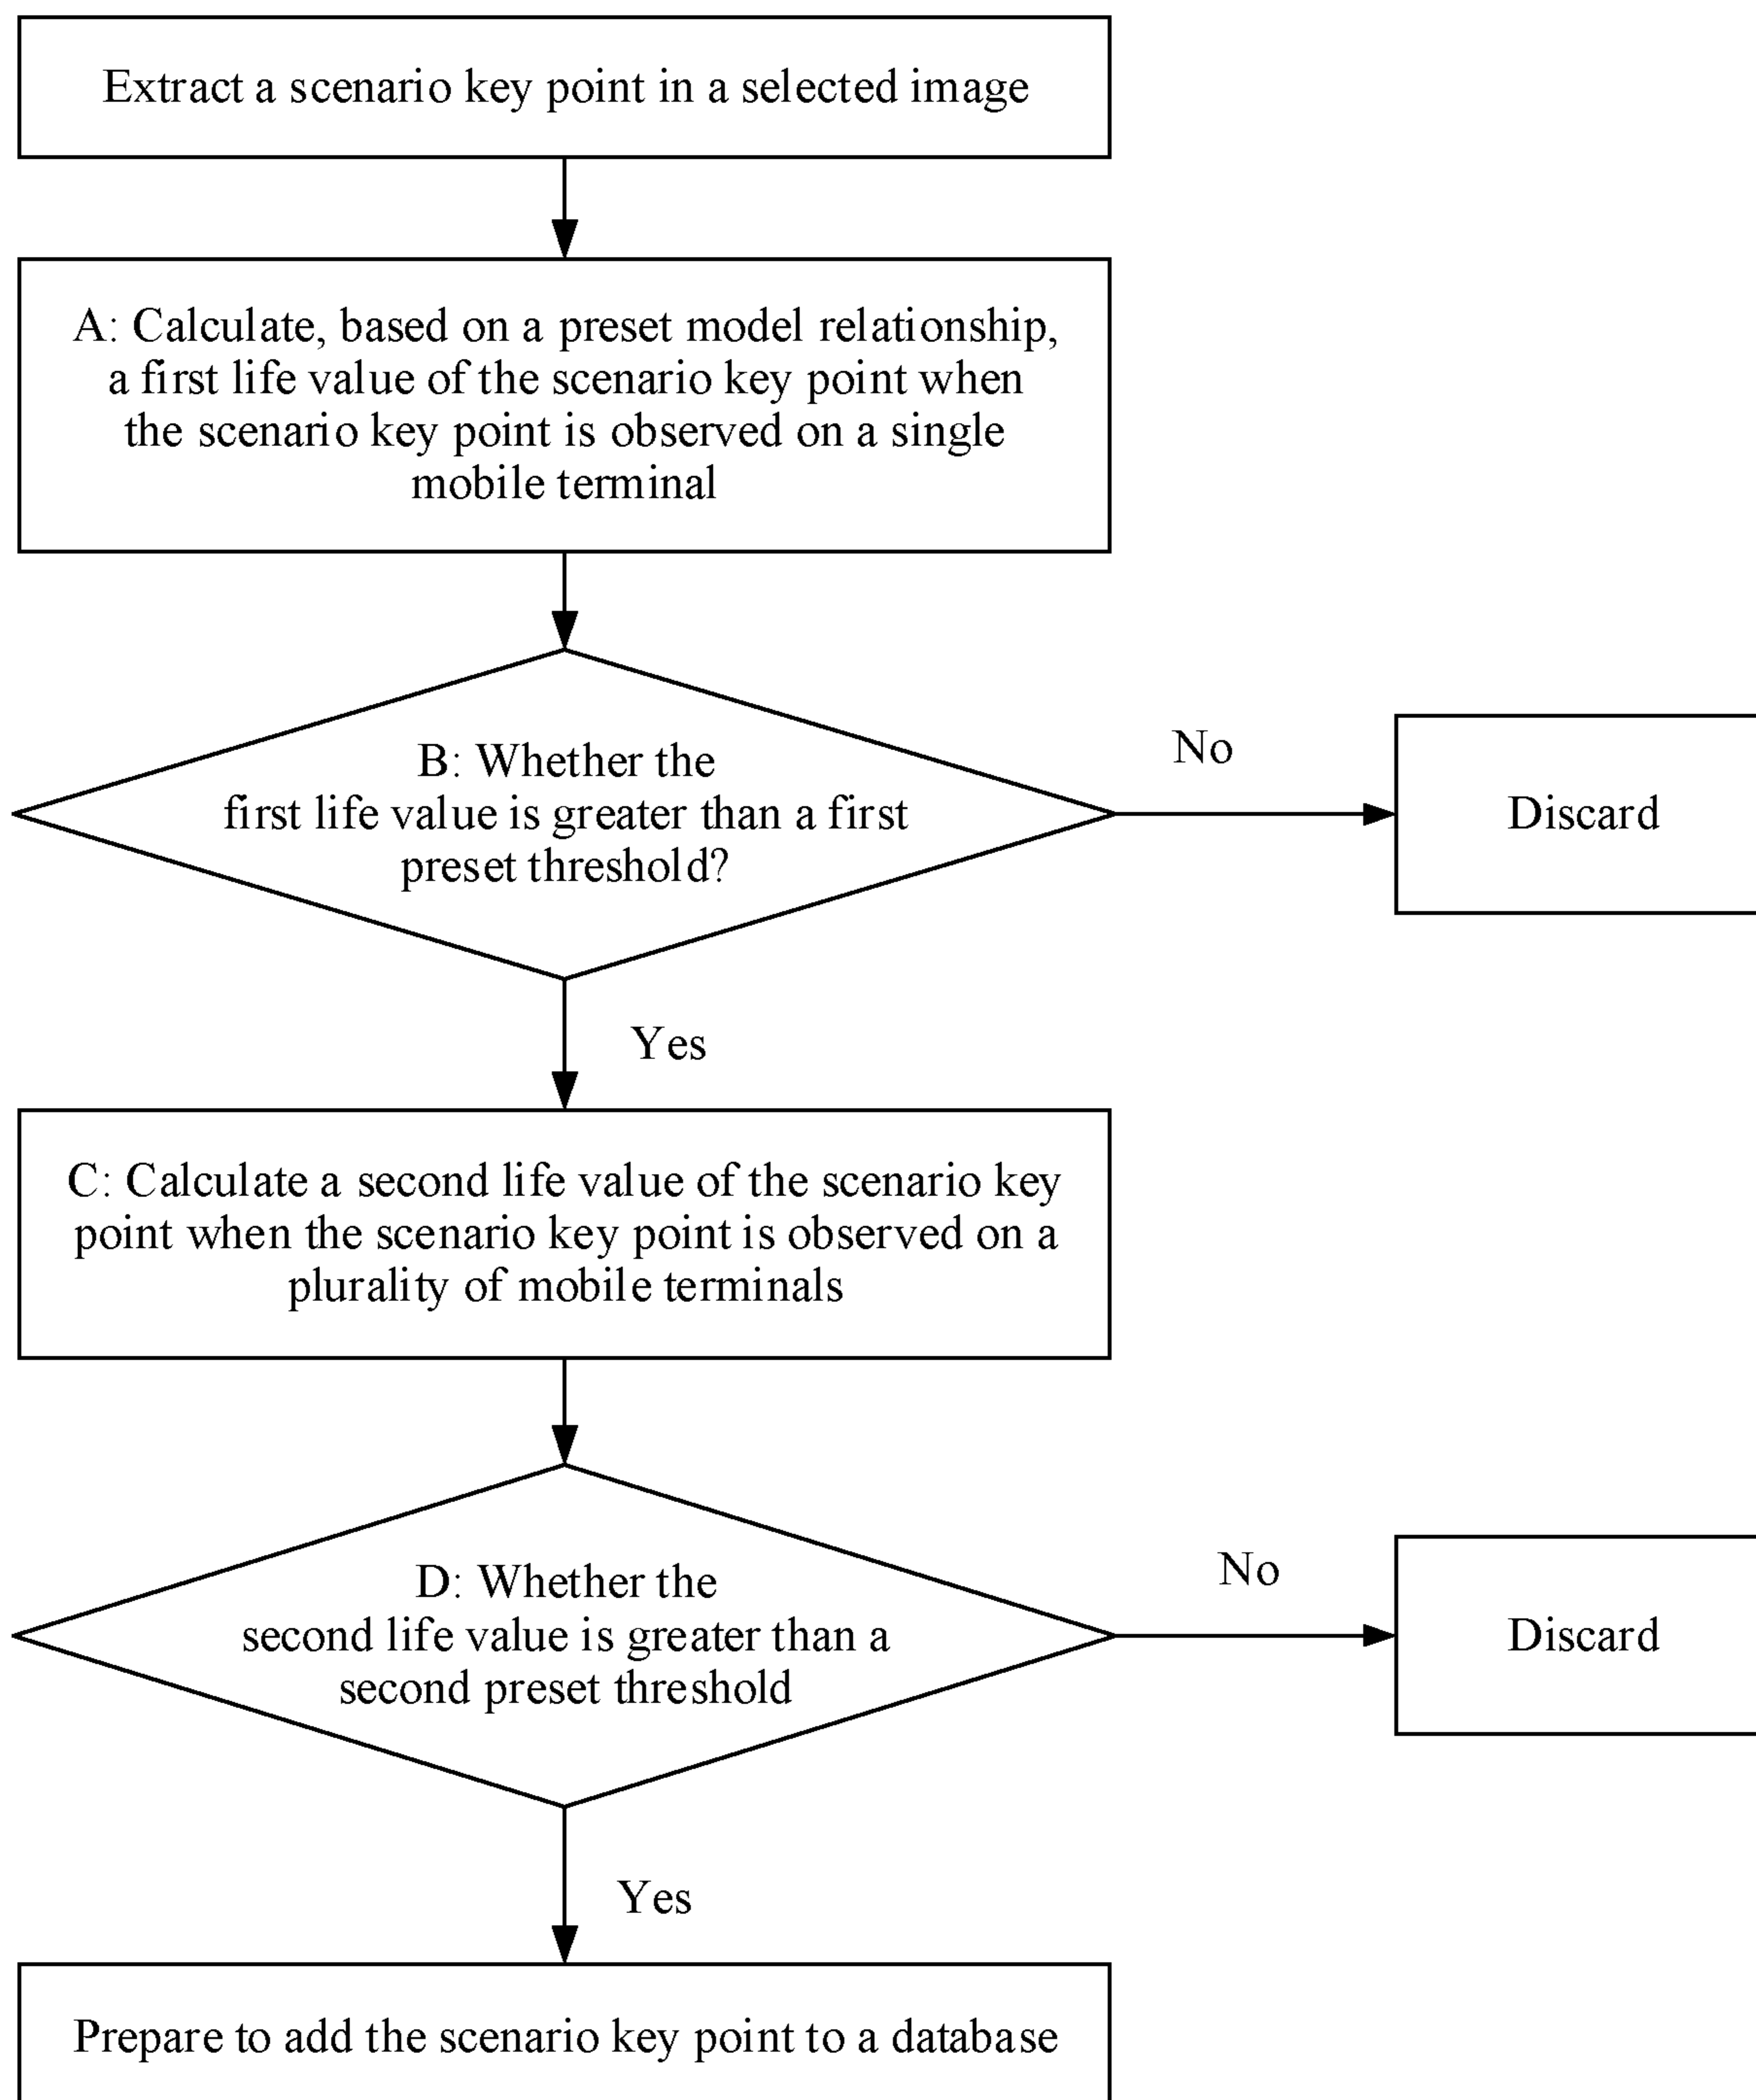 Extract a scenario key point in a selected image
A: Calculate, based on a preset model relationship,
a first life value of the scenario key point when
the scenario key point is observed on a single
mobile terminal
B: Whether the
first life value is greater than a first
preset threshold?
No
Discard
Yes
C: Calculate a second life value of the scenario key
point when the scenario key point is observed on a
plurality of mobile terminals
D: Whether the
second life value is greater than a
second preset threshold
No
Discard
Yes
Prepare to add the scenario key point to a database